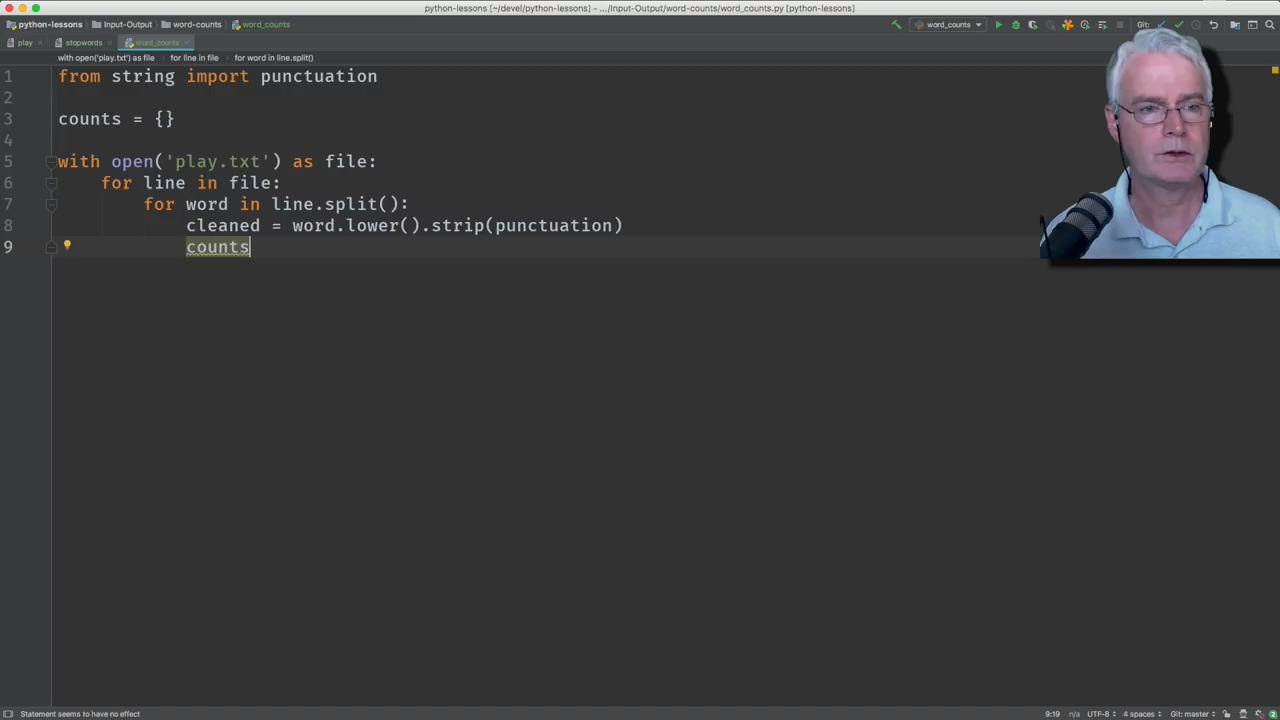 python-lessons [~/devel/python-lessons] – .../Input-Output/word-counts/word_counts.py [python-lessons]
python-lessons Input-Output word-counts word_counts word_counts Git:
play stopwords word_counts
with open('play.txt') as file for line in file for word in line.split()
1 from string import punctuation
2
3 counts = {}
4
5 with open('play.txt') as file:
6 for line in file:
7 for word in line.split():
8 cleaned = word.lower().strip(punctuation)
9 counts
Statement seems to have no effect 9:19 n/a UTF-8 4 spaces Git: master 2